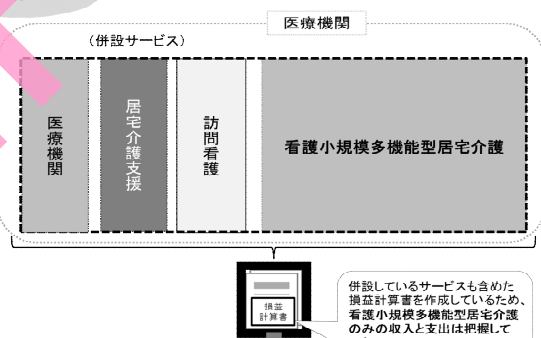 医療機関
（併設サービス）
医療機関
居宅介護支援
訪問看護
看護小規模多機能型居宅介護
損益
計算書
併設しているサービスも含めた
損益計算書を作成しているため、
看護小規模多機能型居宅介護
のみの収入と支出は把握して